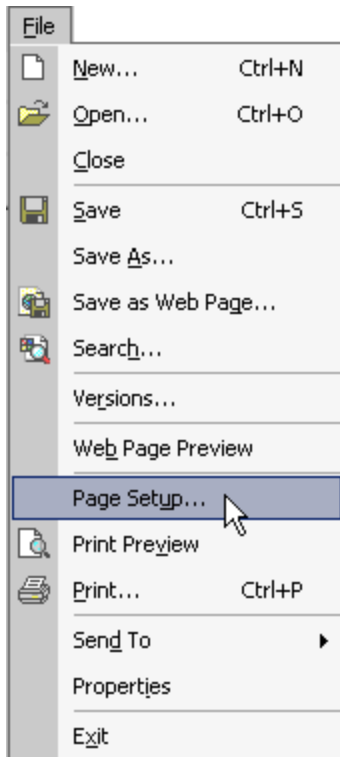 File
New... Ctrl+N
Open... Ctrl+O
Close
Save Ctrl+S
Save As...
Save as Web Page...
Search...
Versions...
Web Page Preview
Page Setup...
Print Preview
Print... Ctrl+P
Send To
Properties
Exit